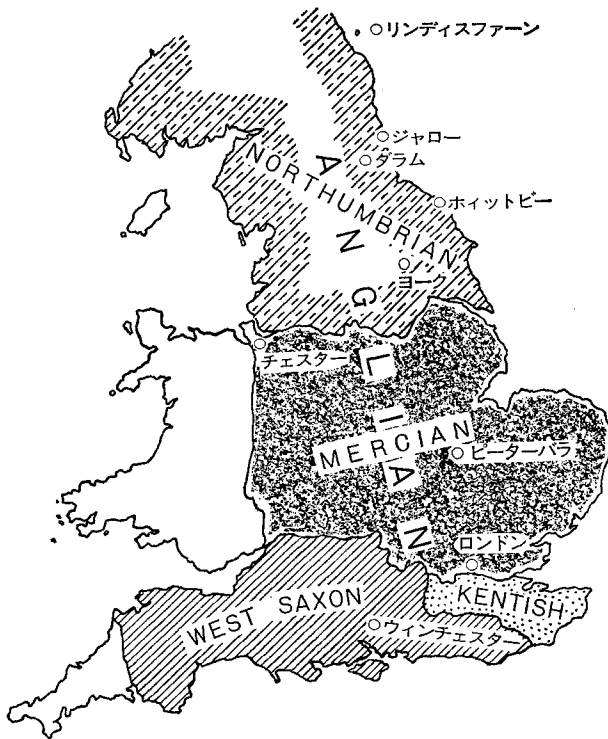 リンディスファーン
ジャロー
ダラム
ホィットビー
NORTHUMBRIAN
ヨーク
ANGLIAN
チェスター
MERCIAN
ピーターバラ
ロンドン
KENTISH
WEST SAXON
ウィンチェスター